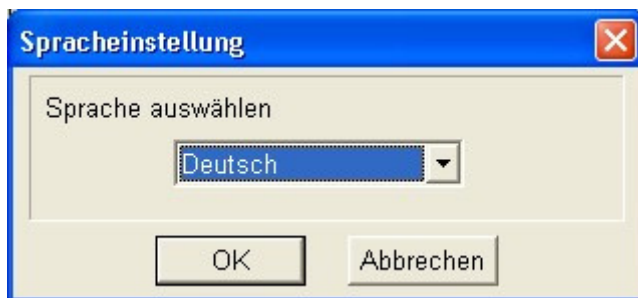 Spracheinstellung
Sprache auswählen
Deutsch
OK
Abbrechen